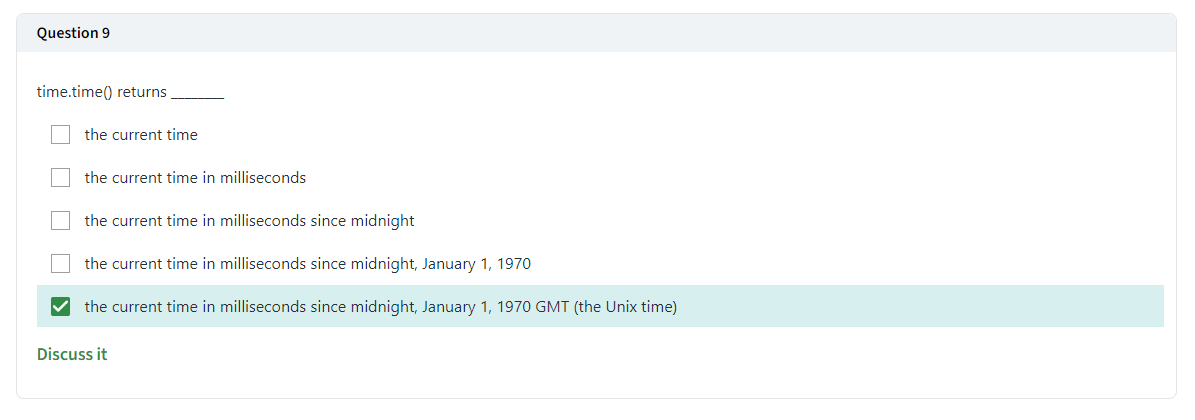 Question 9
time.time() returns ________
the current time
the current time in milliseconds
the current time in milliseconds since midnight
the current time in milliseconds since midnight, January 1, 1970
the current time in milliseconds since midnight, January 1, 1970 GMT (the Unix time)
Discuss it